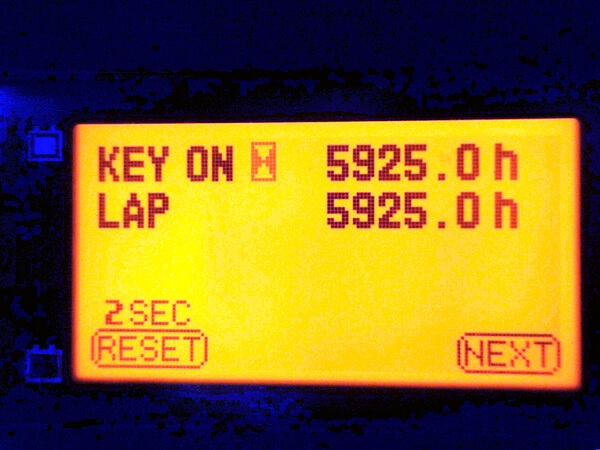 KEY ON 5925.0 h
LAP 5925.0 h
2 SEC
RESET NEXT